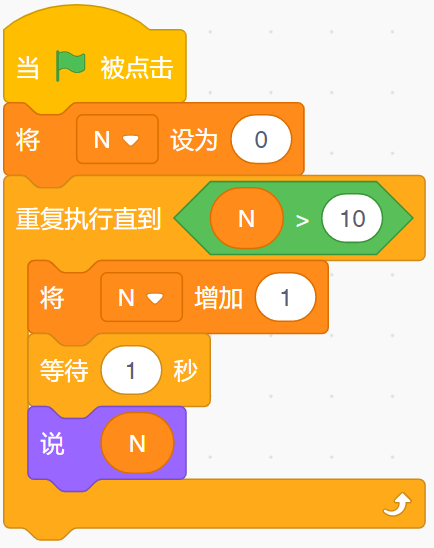 当 被点击
将 N 设为 0
重复执行直到 N > 10
将 N 增加 1
等待 1 秒
说 N